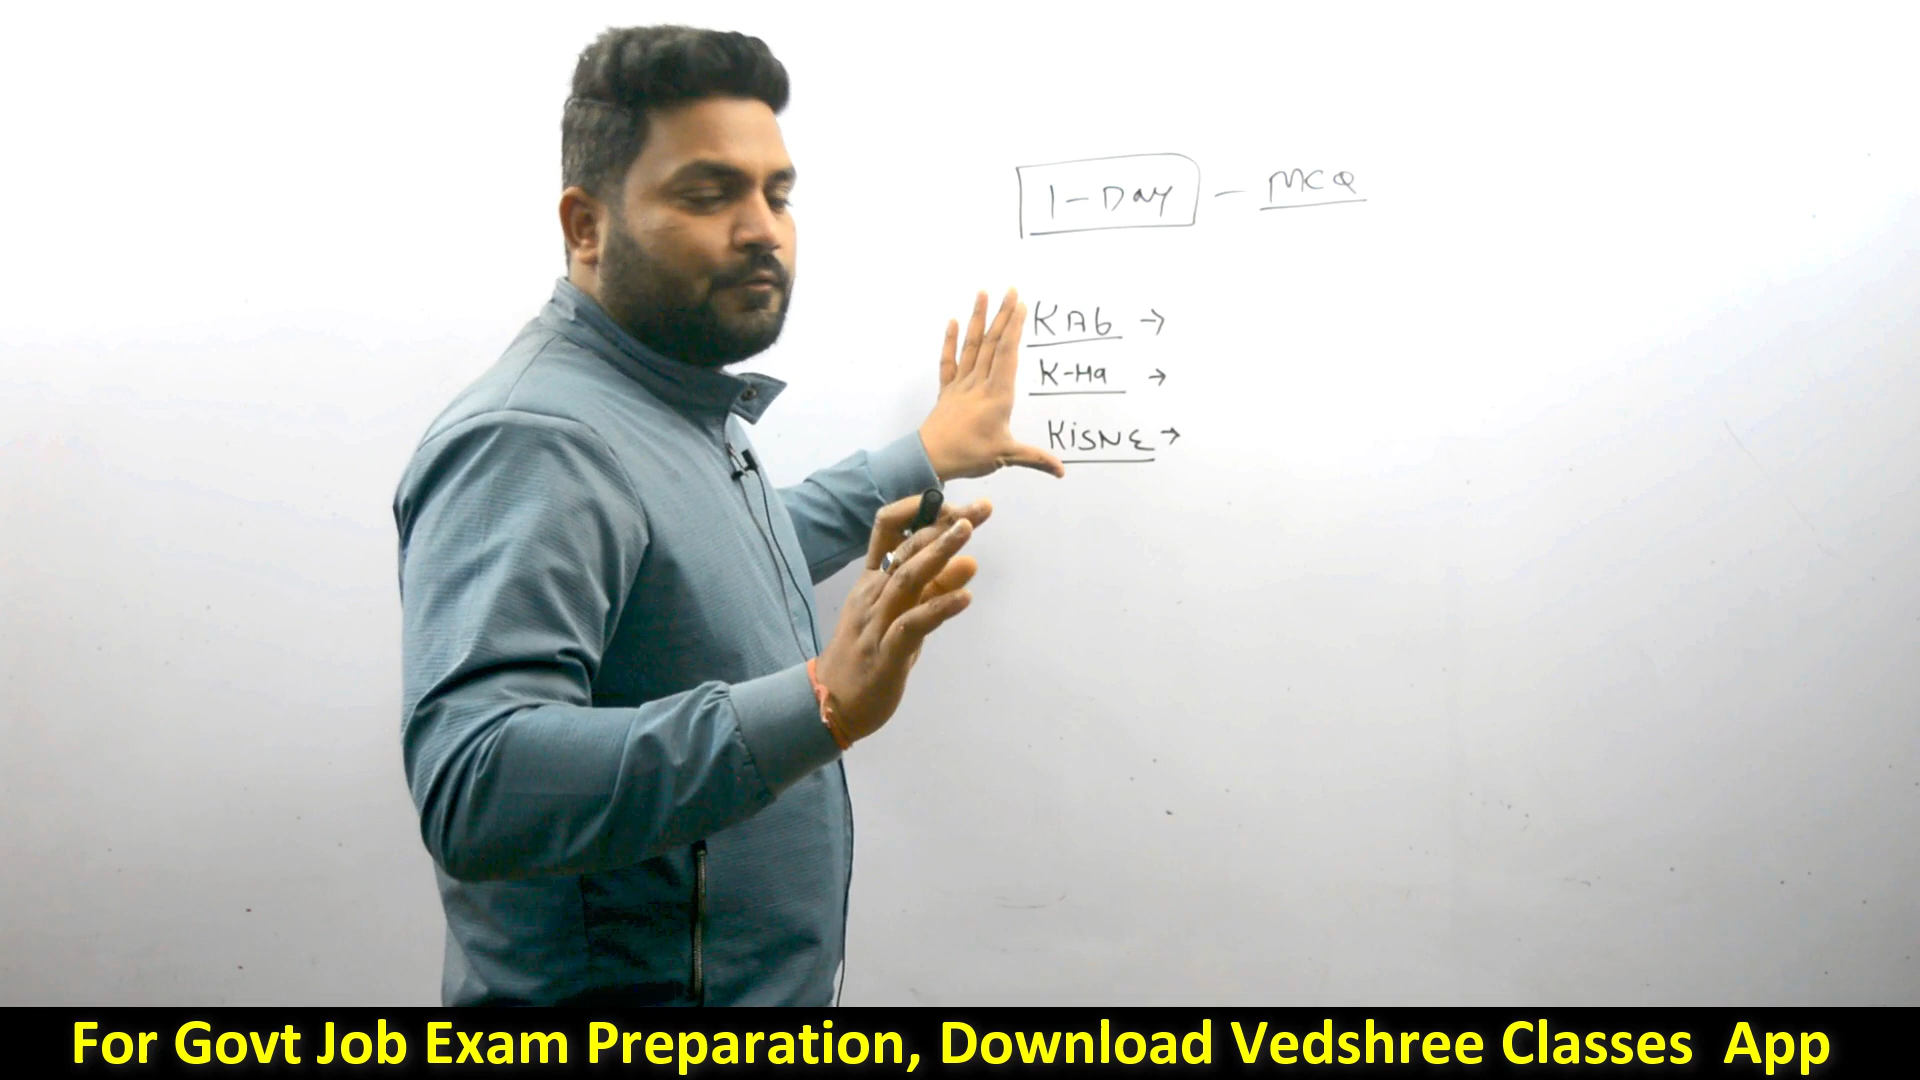 1-Day - MCQ
KAb →
K-Ha →
KiSNE →
For Govt Job Exam Preparation, Download Vedshree Classes App